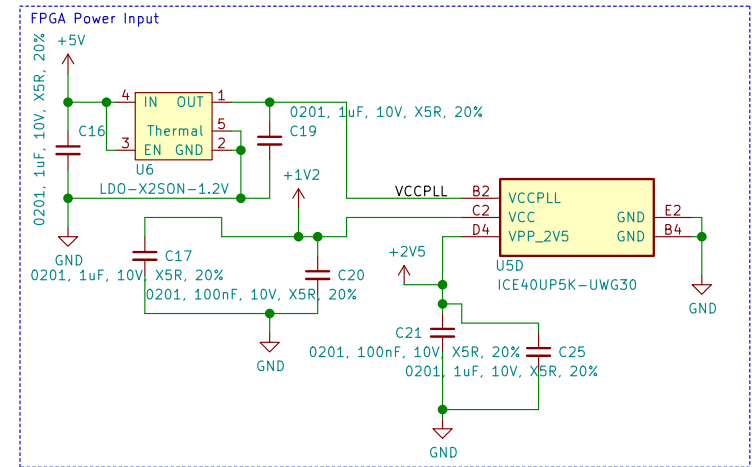 FPGA Power Input
+5V
0201, 1uF, 10V, X5R, 20%
C16
4
IN
OUT
1
Thermal
5
3
EN
GND
2
U6
LDO-X2SON-1.2V
0201, 1uF, 10V, X5R, 20%
C19
GND
+1V2
VCCPLL
B2
VCCPLL
C2
VCC
D4
VPP_2V5
GND
E2
GND
B4
U5D
ICE40UP5K-UWG30
GND
C17
0201, 1uF, 10V, X5R, 20%
C20
0201, 100nF, 10V, X5R, 20%
GND
+2V5
C21
0201, 100nF, 10V, X5R, 20%
C25
0201, 1uF, 10V, X5R, 20%
GND